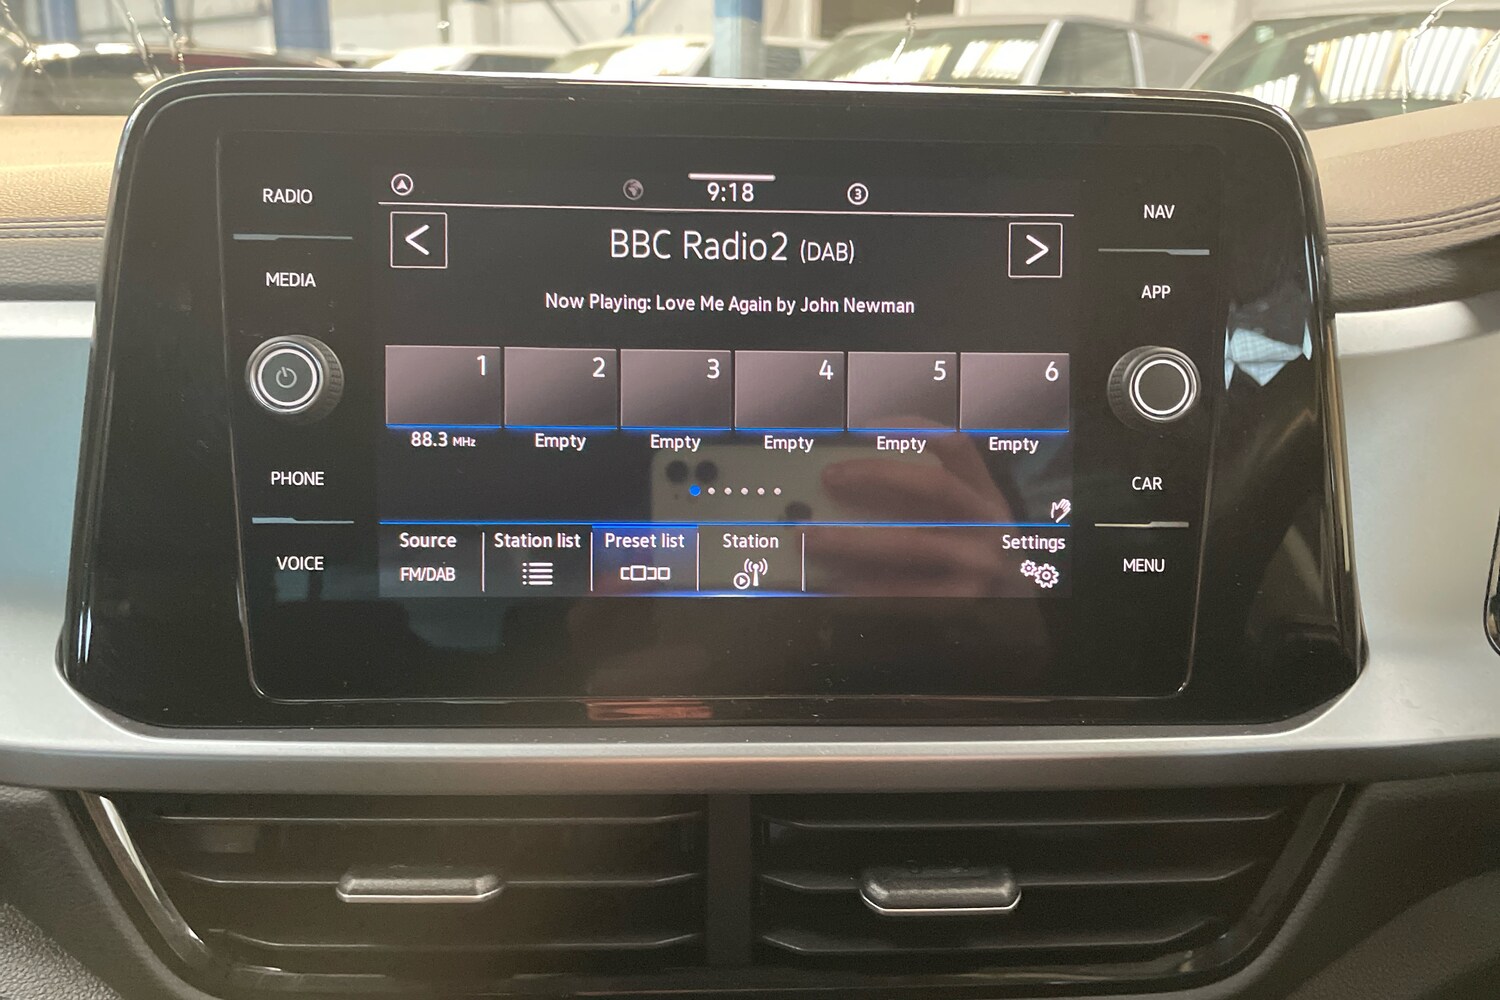 9:18
3
RADIO
MEDIA
PHONE
VOICE
BBC Radio2 (DAB)
Now Playing: Love Me Again by John Newman
1 2 3 4 5 6
88.3 MHz Empty Empty Empty Empty Empty
Source Station list Preset list Station Settings
FM/DAB
NAV
APP
CAR
MENU